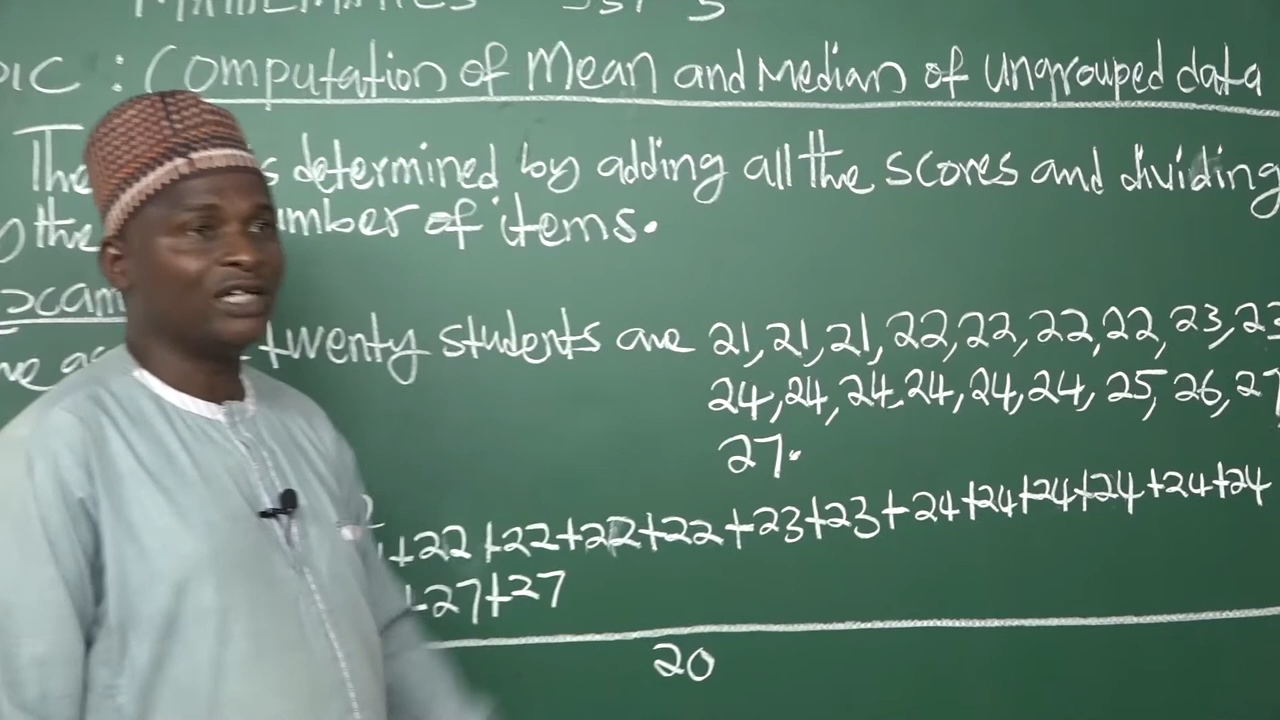 MATHEMATICS JSS 3
PIC : Computation of Mean and Median of Ungrouped data
The s determined by adding all the scores and dividing
the umber of items.
twenty students are 21, 21, 21, 22, 22, 22, 22, 23, 23
24, 24, 24, 24, 24, 24, 25, 26, 27
27.
+22 +22+22+22+23+23+24+24+24+24+24+24
+27+27
20